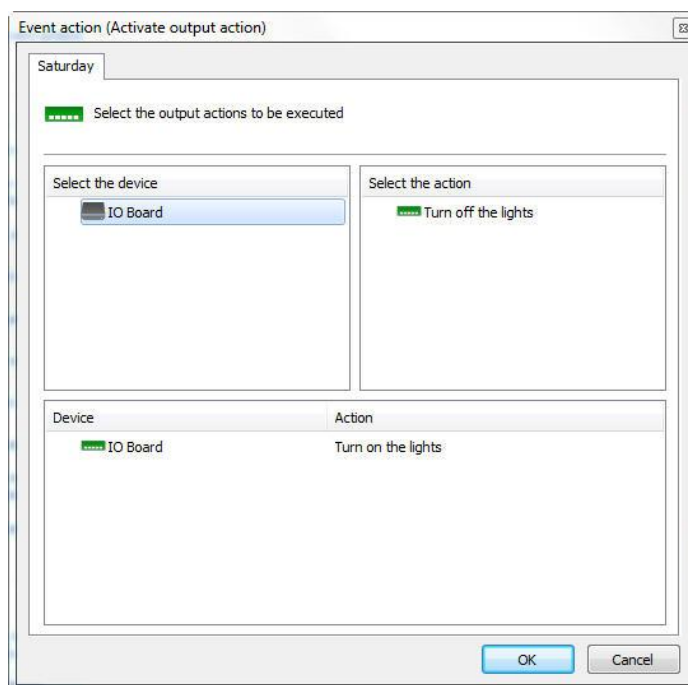 Event action (Activate output action)
Saturday
Select the output actions to be executed
Select the device
Select the action
IO Board
Turn off the lights
Device Action
IO Board Turn on the lights
OK Cancel